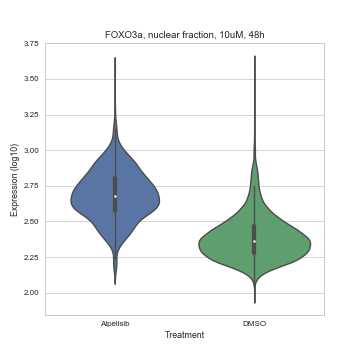 FOXO3a, nuclear fraction, 10uM, 48h
3.75
3.50
3.25
3.00
2.75
2.50
2.25
2.00
Expression (log10)
Alpelisib
DMSO
Treatment